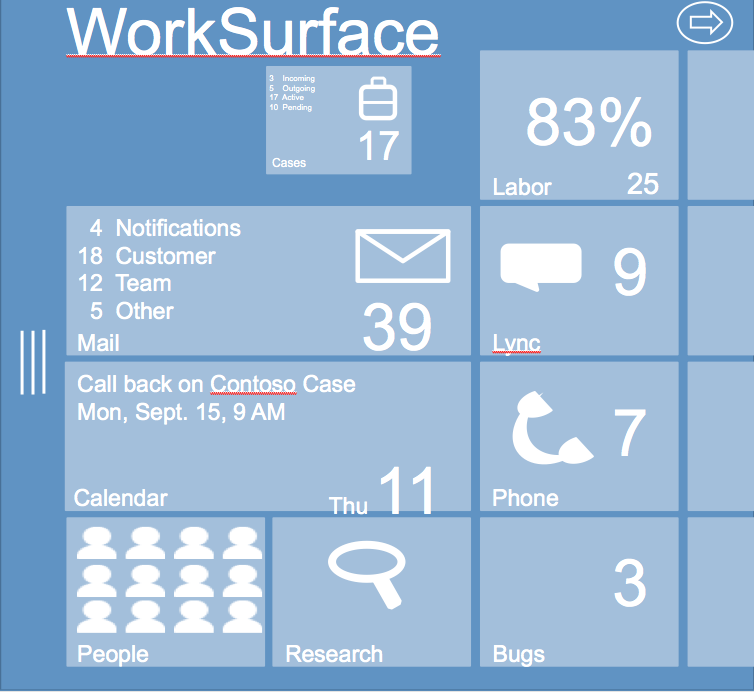 WorkSurface
3 Incoming
5 Outgoing
17 Active
10 Pending
17
Cases
83%
Labor 25
4 Notifications
18 Customer
12 Team
5 Other
39
Mail
9
Lync
Call back on Contoso Case
Mon, Sept. 15, 9 AM
Calendar
Thu 11
7
Phone
People
Research
3
Bugs